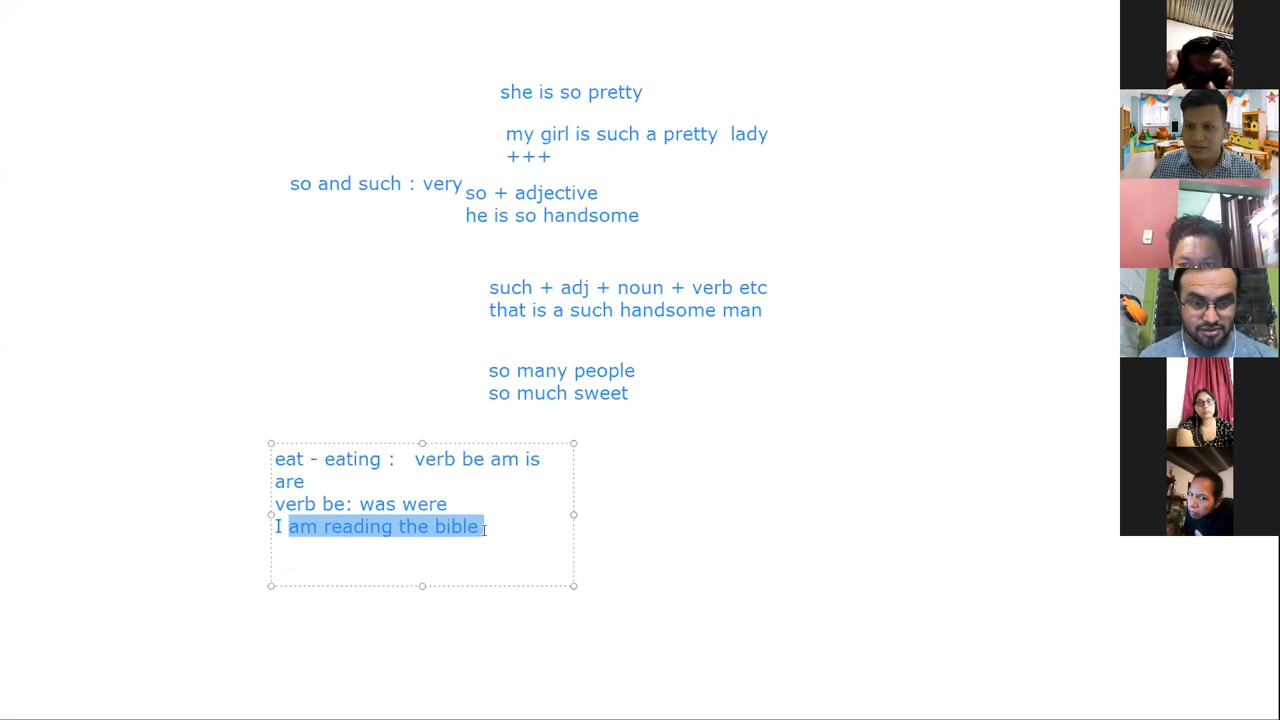 she is so pretty
my girl is such a pretty  lady
+++
so and such : very
so + adjective
he is so handsome
such + adj + noun + verb etc
that is a such handsome man
so many people
so much sweet
eat - eating :   verb be am is
are
verb be: was were
I am reading the bible